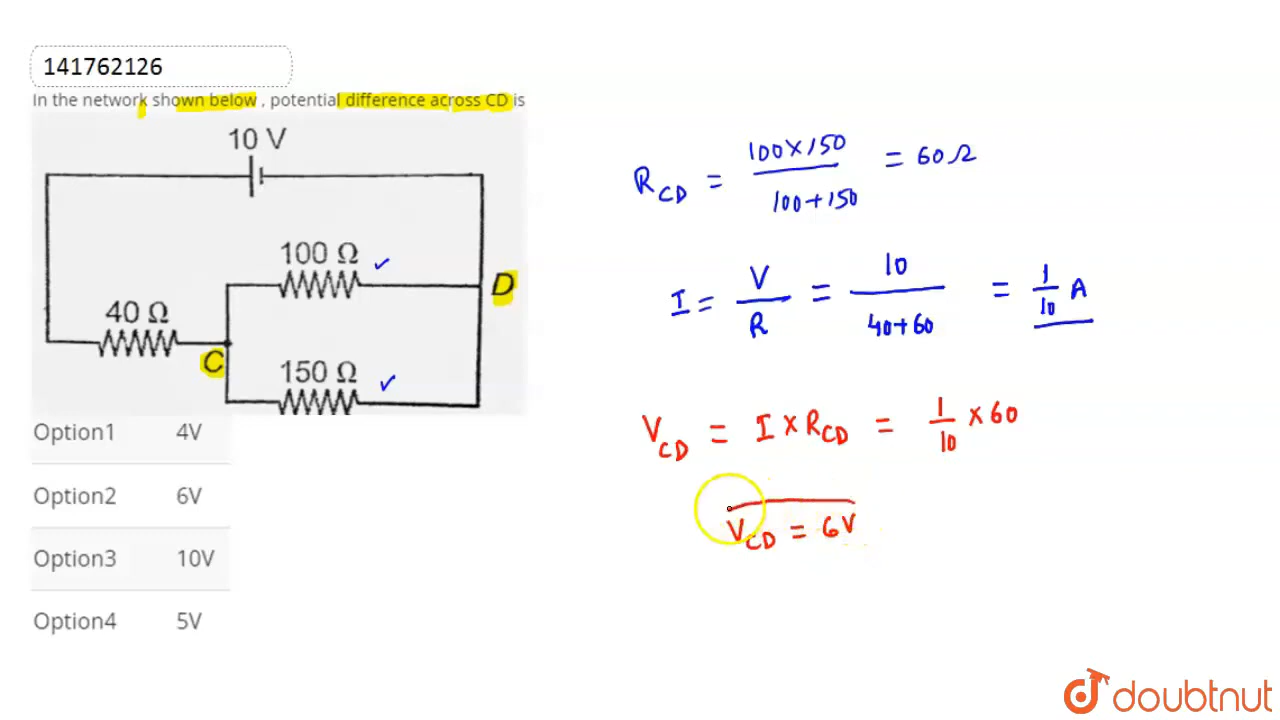 141762126
In the network shown below , potential difference across CD is
10 V
100 Ω ✓
D
40 Ω
C
150 Ω ✓
Option1 4V
Option2 6V
Option3 10V
Option4 5V
R_CD = 100×150 / 100+150 = 60Ω
I = V/R = 10 / 40+60 = 1/10 A
V_CD = I × R_CD = 1/10 × 60
V_CD = 6V
doubtnut